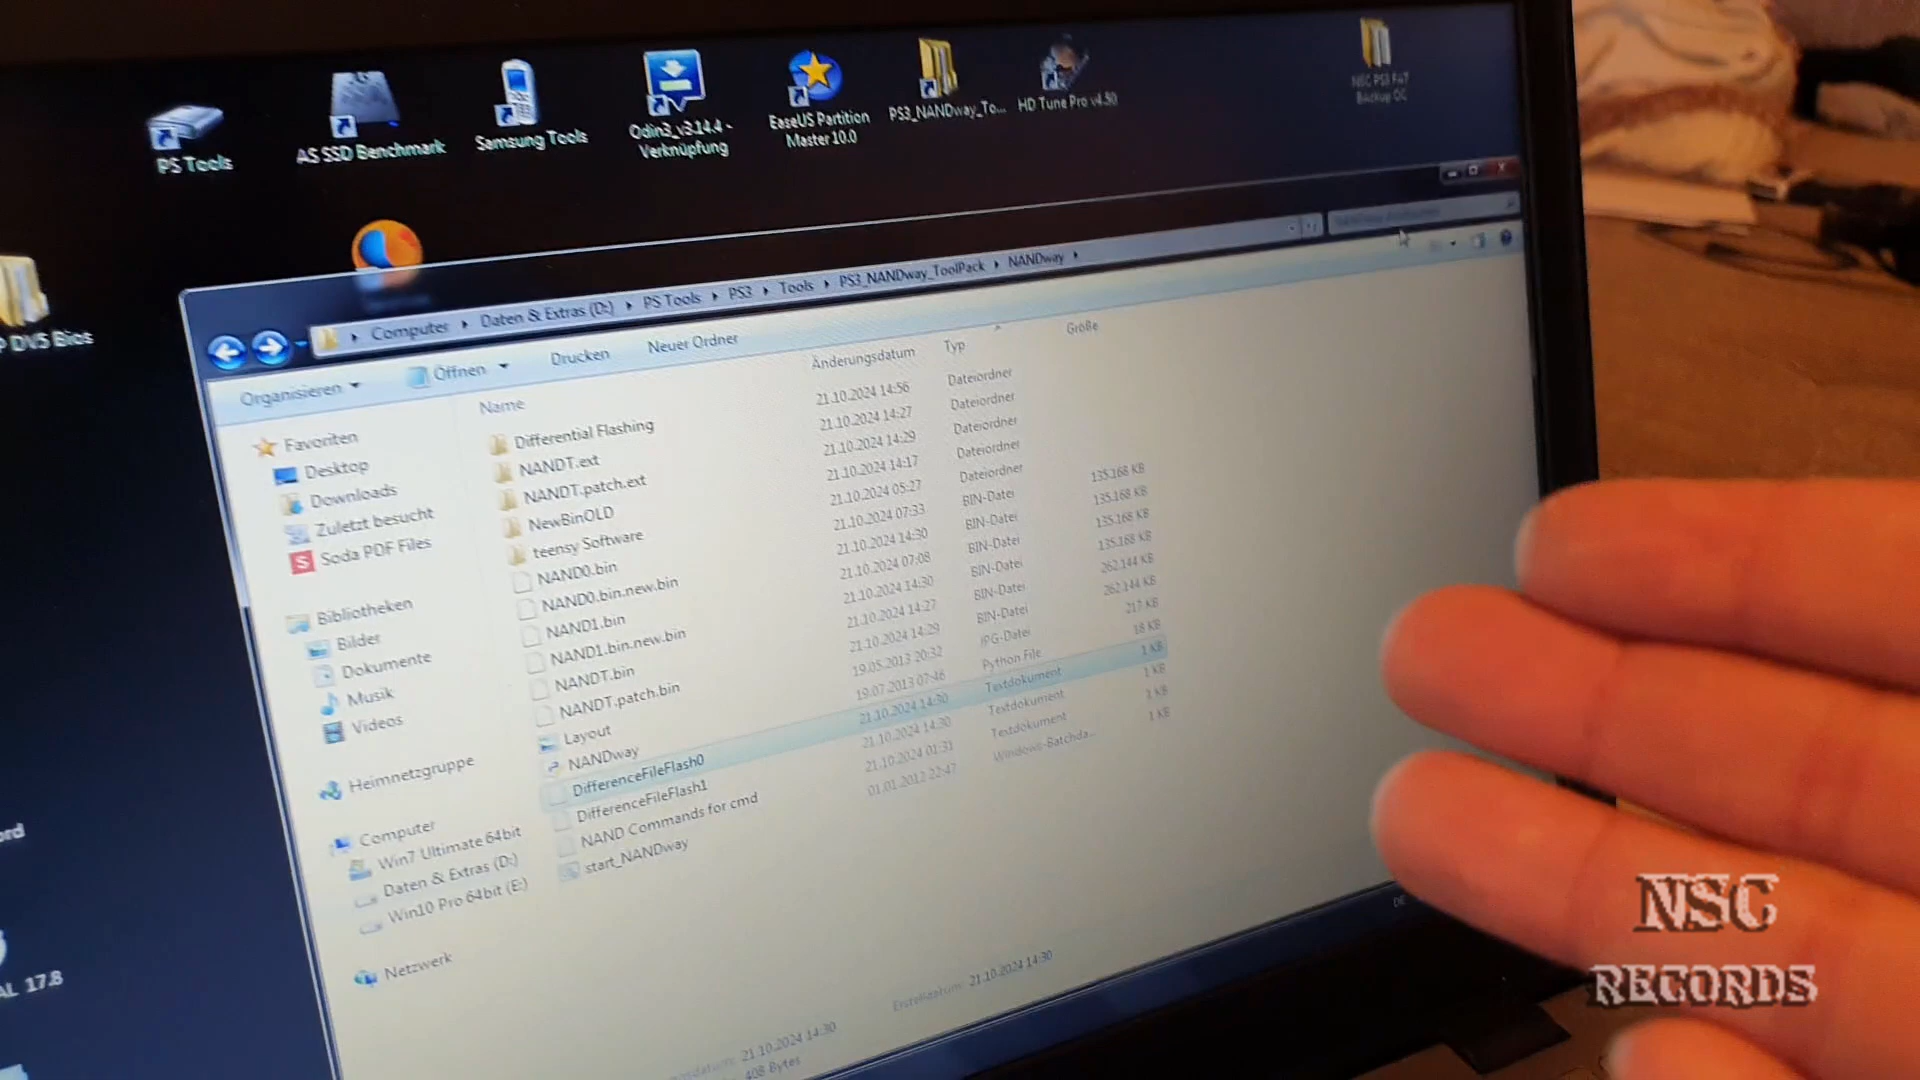 PS Tools
AS SSD Benchmark
Samsung Tools
Odin3_v3.14.4 -
Verknüpfung
EaseUS Partition
Master 10.0
PS3_NANDway_To...
HD Tune Pro v4.50
NSC PS3 FAT
Backup OC
DV5 Bios
Computer ▸ Daten & Extras (D:) ▸ PS Tools ▸ PS3 ▸ Tools ▸ PS3_NANDway_ToolPack ▸ NANDway ▸
Organisieren Öffnen Drucken Neuer Ordner
Name Änderungsdatum Typ Größe
Favoriten
Desktop
Downloads
Zuletzt besucht
Soda PDF Files
Bibliotheken
Bilder
Dokumente
Musik
Videos
Heimnetzgruppe
Computer
Win7 Ultimate 64bit
Daten & Extras (D:)
Win10 Pro 64bit (E:)
Netzwerk
Differential Flashing 21.10.2024 14:56 Dateiordner
NANDT.ext 21.10.2024 14:27 Dateiordner
NANDT.patch.ext 21.10.2024 14:29 Dateiordner
NewBinOLD 21.10.2024 14:17 Dateiordner
teensy Software 21.10.2024 05:27 Dateiordner
NAND0.bin 21.10.2024 07:33 BIN-Datei 135.168 KB
NAND0.bin.new.bin 21.10.2024 14:30 BIN-Datei 135.168 KB
NAND1.bin 21.10.2024 07:08 BIN-Datei 135.168 KB
NAND1.bin.new.bin 21.10.2024 14:30 BIN-Datei 135.168 KB
NANDT.bin 21.10.2024 14:27 BIN-Datei 262.144 KB
NANDT.patch.bin 21.10.2024 14:29 BIN-Datei 262.144 KB
Layout 19.05.2013 20:32 JPG-Datei 217 KB
NANDway 19.07.2013 07:46 Python File 18 KB
DifferenceFileFlash0 21.10.2024 14:30 Textdokument 1 KB
DifferenceFileFlash1 21.10.2024 14:30 Textdokument 1 KB
NAND Commands for cmd 21.10.2024 01:31 Textdokument 1 KB
start_NANDway 01.01.2012 22:47 Windows-Batchda... 1 KB
Erstelldatum: 21.10.2024 14:30
21.10.2024 14:30
408 Bytes
17.8
DE
NSC
RECORDS